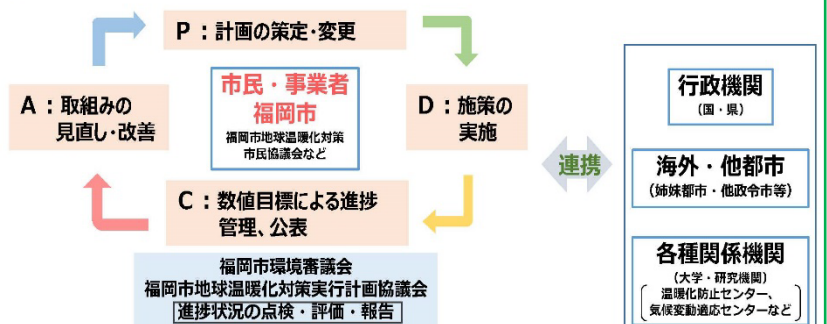 P：計画の策定・変更
A：取組みの
見直し・改善
市民・事業者
福岡市
福岡市地球温暖化対策
市民協議会など
D：施策の
実施
C：数値目標による進捗
管理、公表
福岡市環境審議会
福岡市地球温暖化対策実行計画協議会
進捗状況の点検・評価・報告
連携
行政機関
（国・県）
海外・他都市
（姉妹都市・他政令市等）
各種関係機関
（大学・研究機関）
温暖化防止センター、
気候変動適応センターなど